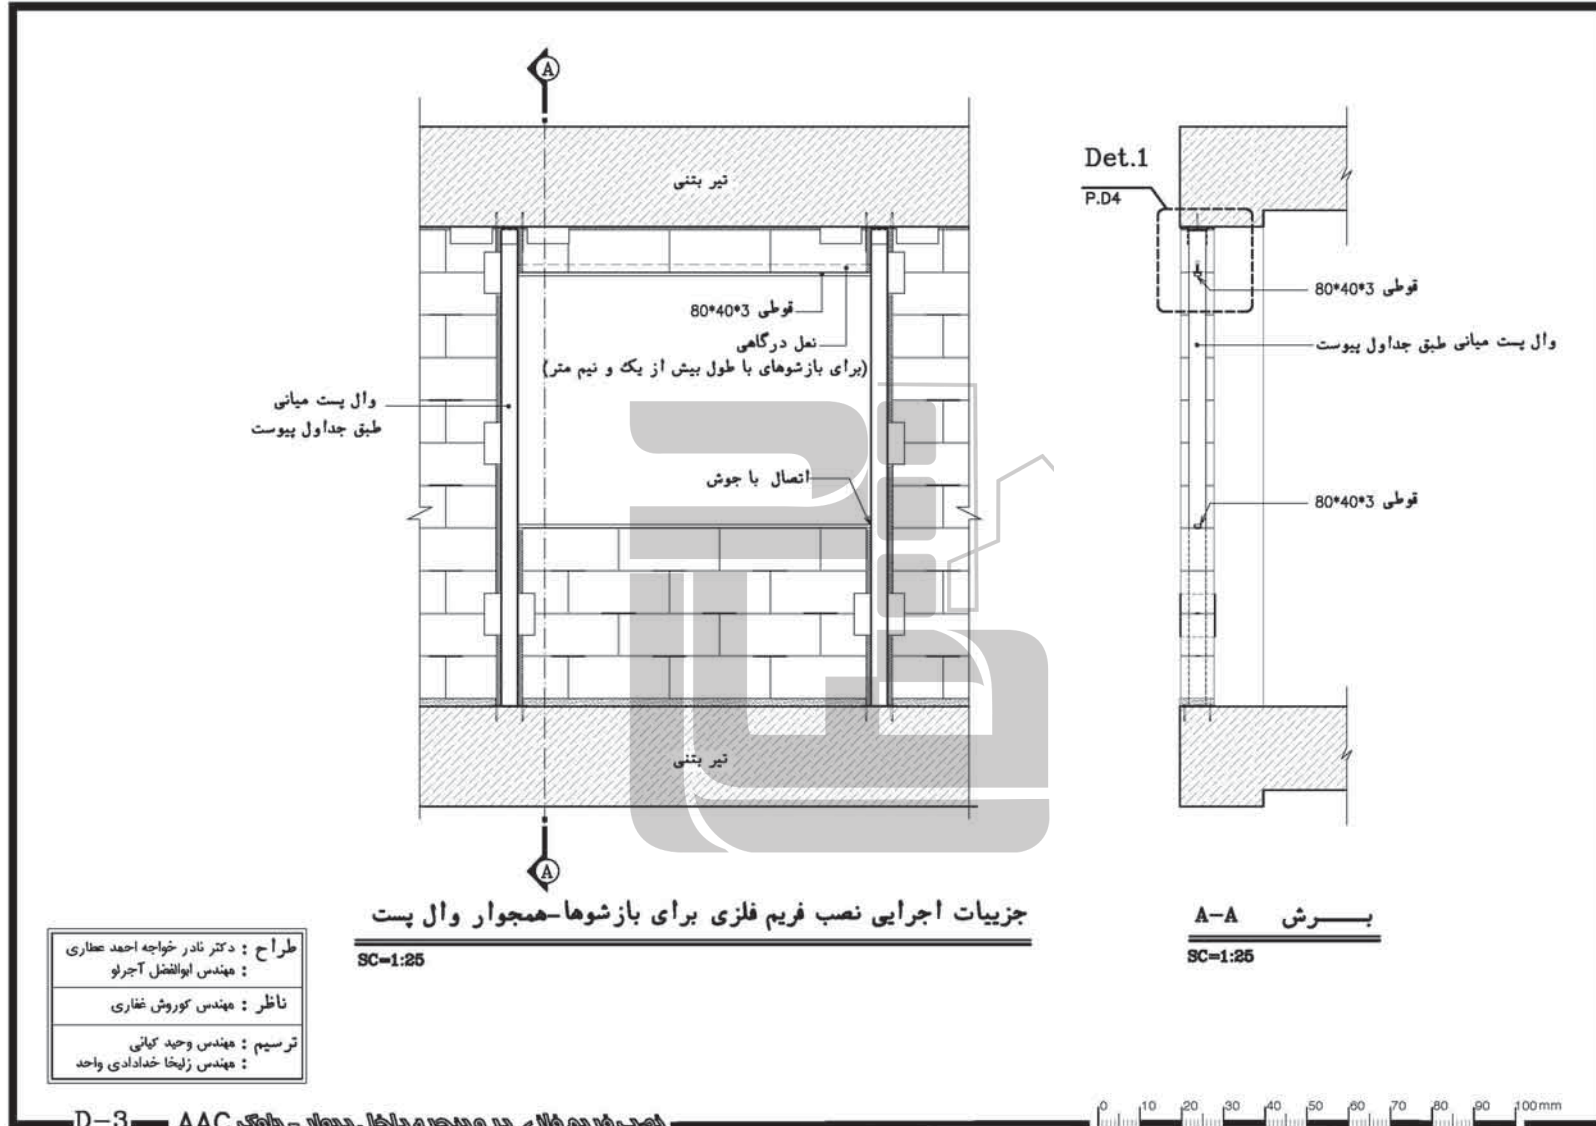 A
تیر بتنی
Det.1
P.D4
قوطی 3*40*80
نعل درگاهی
(برای بازشوهای با طول بیش از یک و نیم متر)
وال پست میانی
طبق جداول پیوست
اتصال با جوش
تیر بتنی
A
قوطی 3*40*80
وال پست میانی طبق جداول پیوست
قوطی 3*40*80
جزییات اجرایی نصب فریم فلزی برای بازشوها-همجوار وال پست
SC=1:25
برش A-A
SC=1:25
طراح : دکتر نادر خواجه احمد عطاری
: مهندس ابوالفضل آجرلو
ناظر : مهندس کوروش غفاری
ترسیم : مهندس وحید کیانی
: مهندس زلیخا خدادادی واحد
D-3
AAC
0 10 20 30 40 50 60 70 80 90 100mm